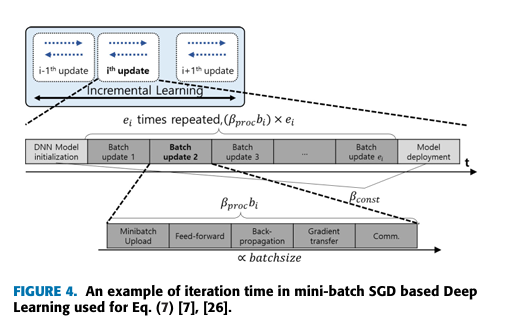 i-1th update
ith update
i+1th update
Incremental Learning
ei times repeated,(βprocbi) × ei
DNN Model initialization
Batch update 1
Batch update 2
Batch update 3
...
Batch update ei
Model deployment
t
βprocbi
βconst
Minibatch Upload
Feed-forward
Back-propagation
Gradient transfer
Comm.
∝ batchsize
FIGURE 4. An example of iteration time in mini-batch SGD based Deep
Learning used for Eq. (7) [7], [26].